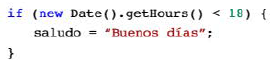 if (new Date().getHours() < 18) {
    saludo = “Buenos días”;
}